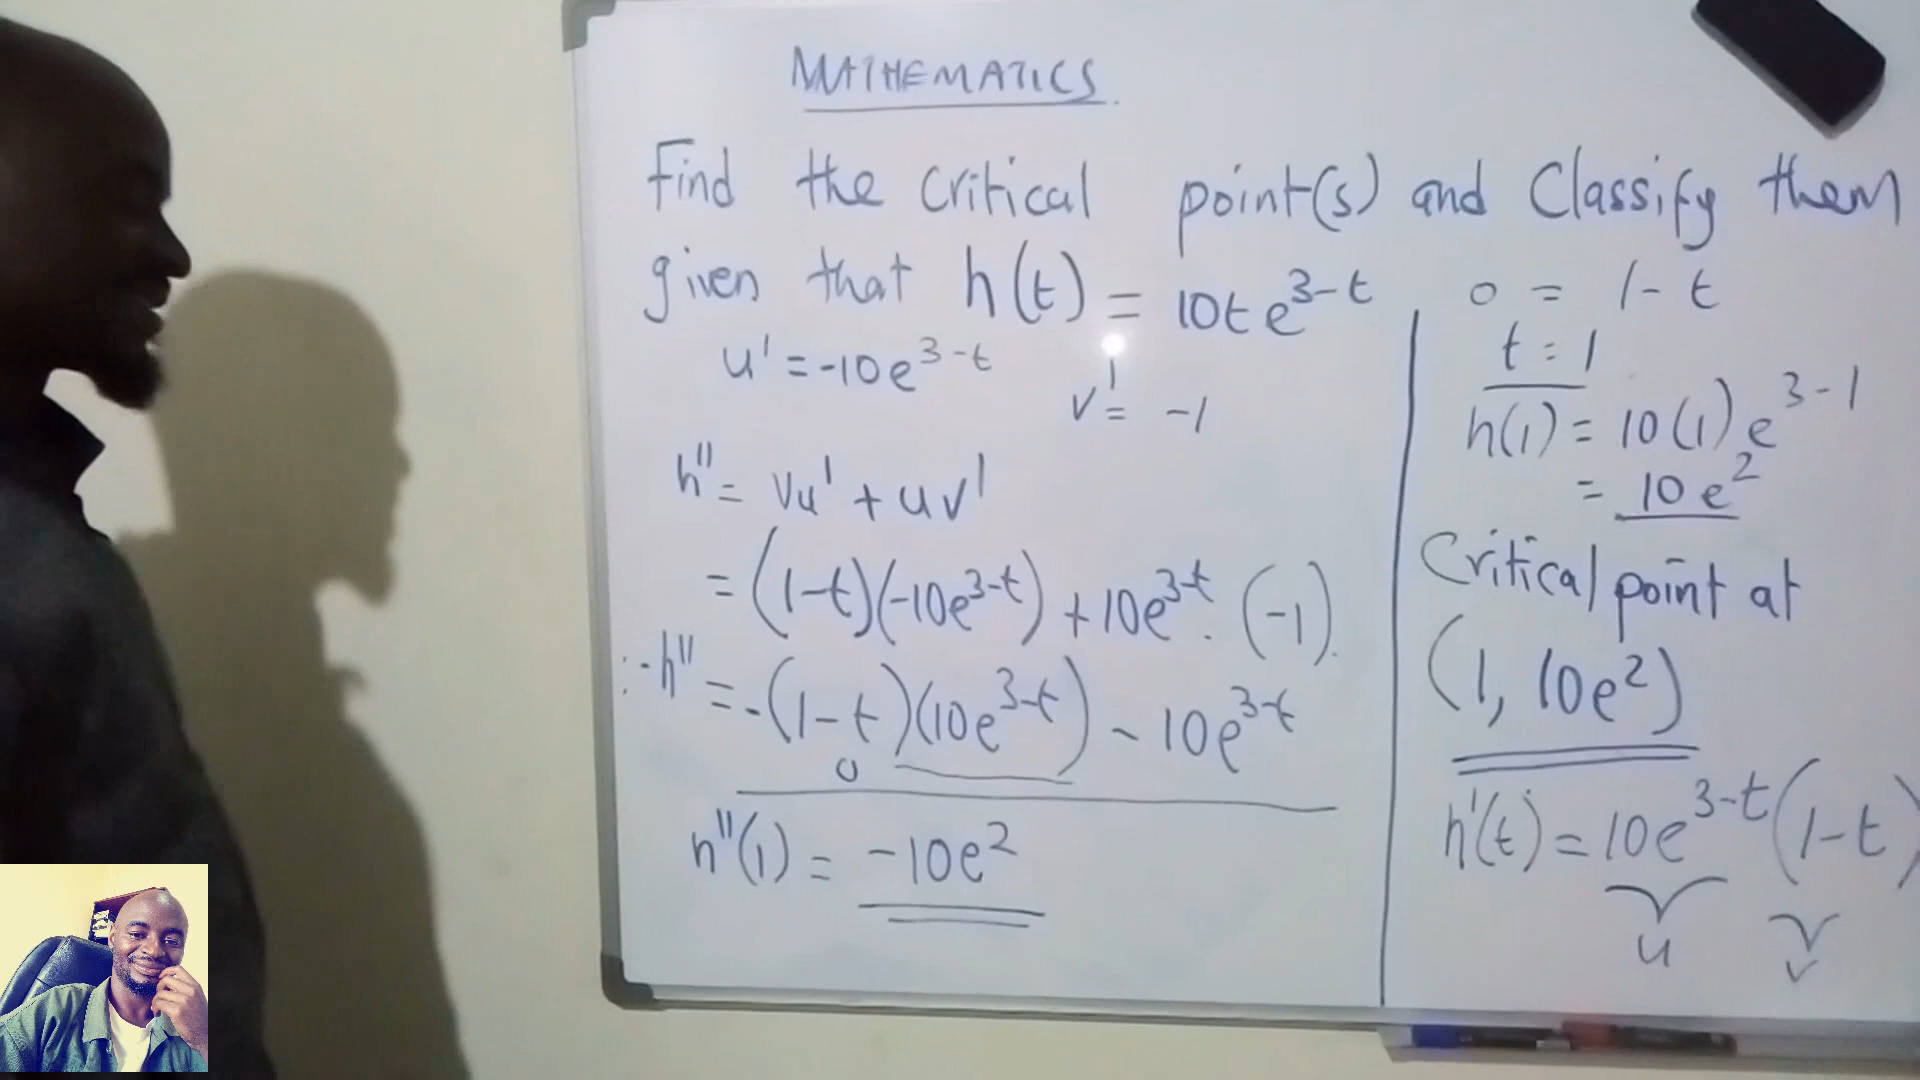 MATHEMATICS
Find the critical point(s) and Classify them
given that h(t) = 10te^{3-t}
u' = -10e^{3-t}
v' = -1
h'' = vu' + uv'
= (1-t)(-10e^{3-t}) + 10e^{3-t} . (-1).
∴ h'' = -(1-t)(10e^{3-t}) - 10e^{3-t}
0
h''(1) = -10e^2
0 = 1-t
t = 1
h(1) = 10(1)e^{3-1}
= 10e^2
Critical point at
(1, 10e^2)
h'(t) = 10e^{3-t}(1-t)
u v